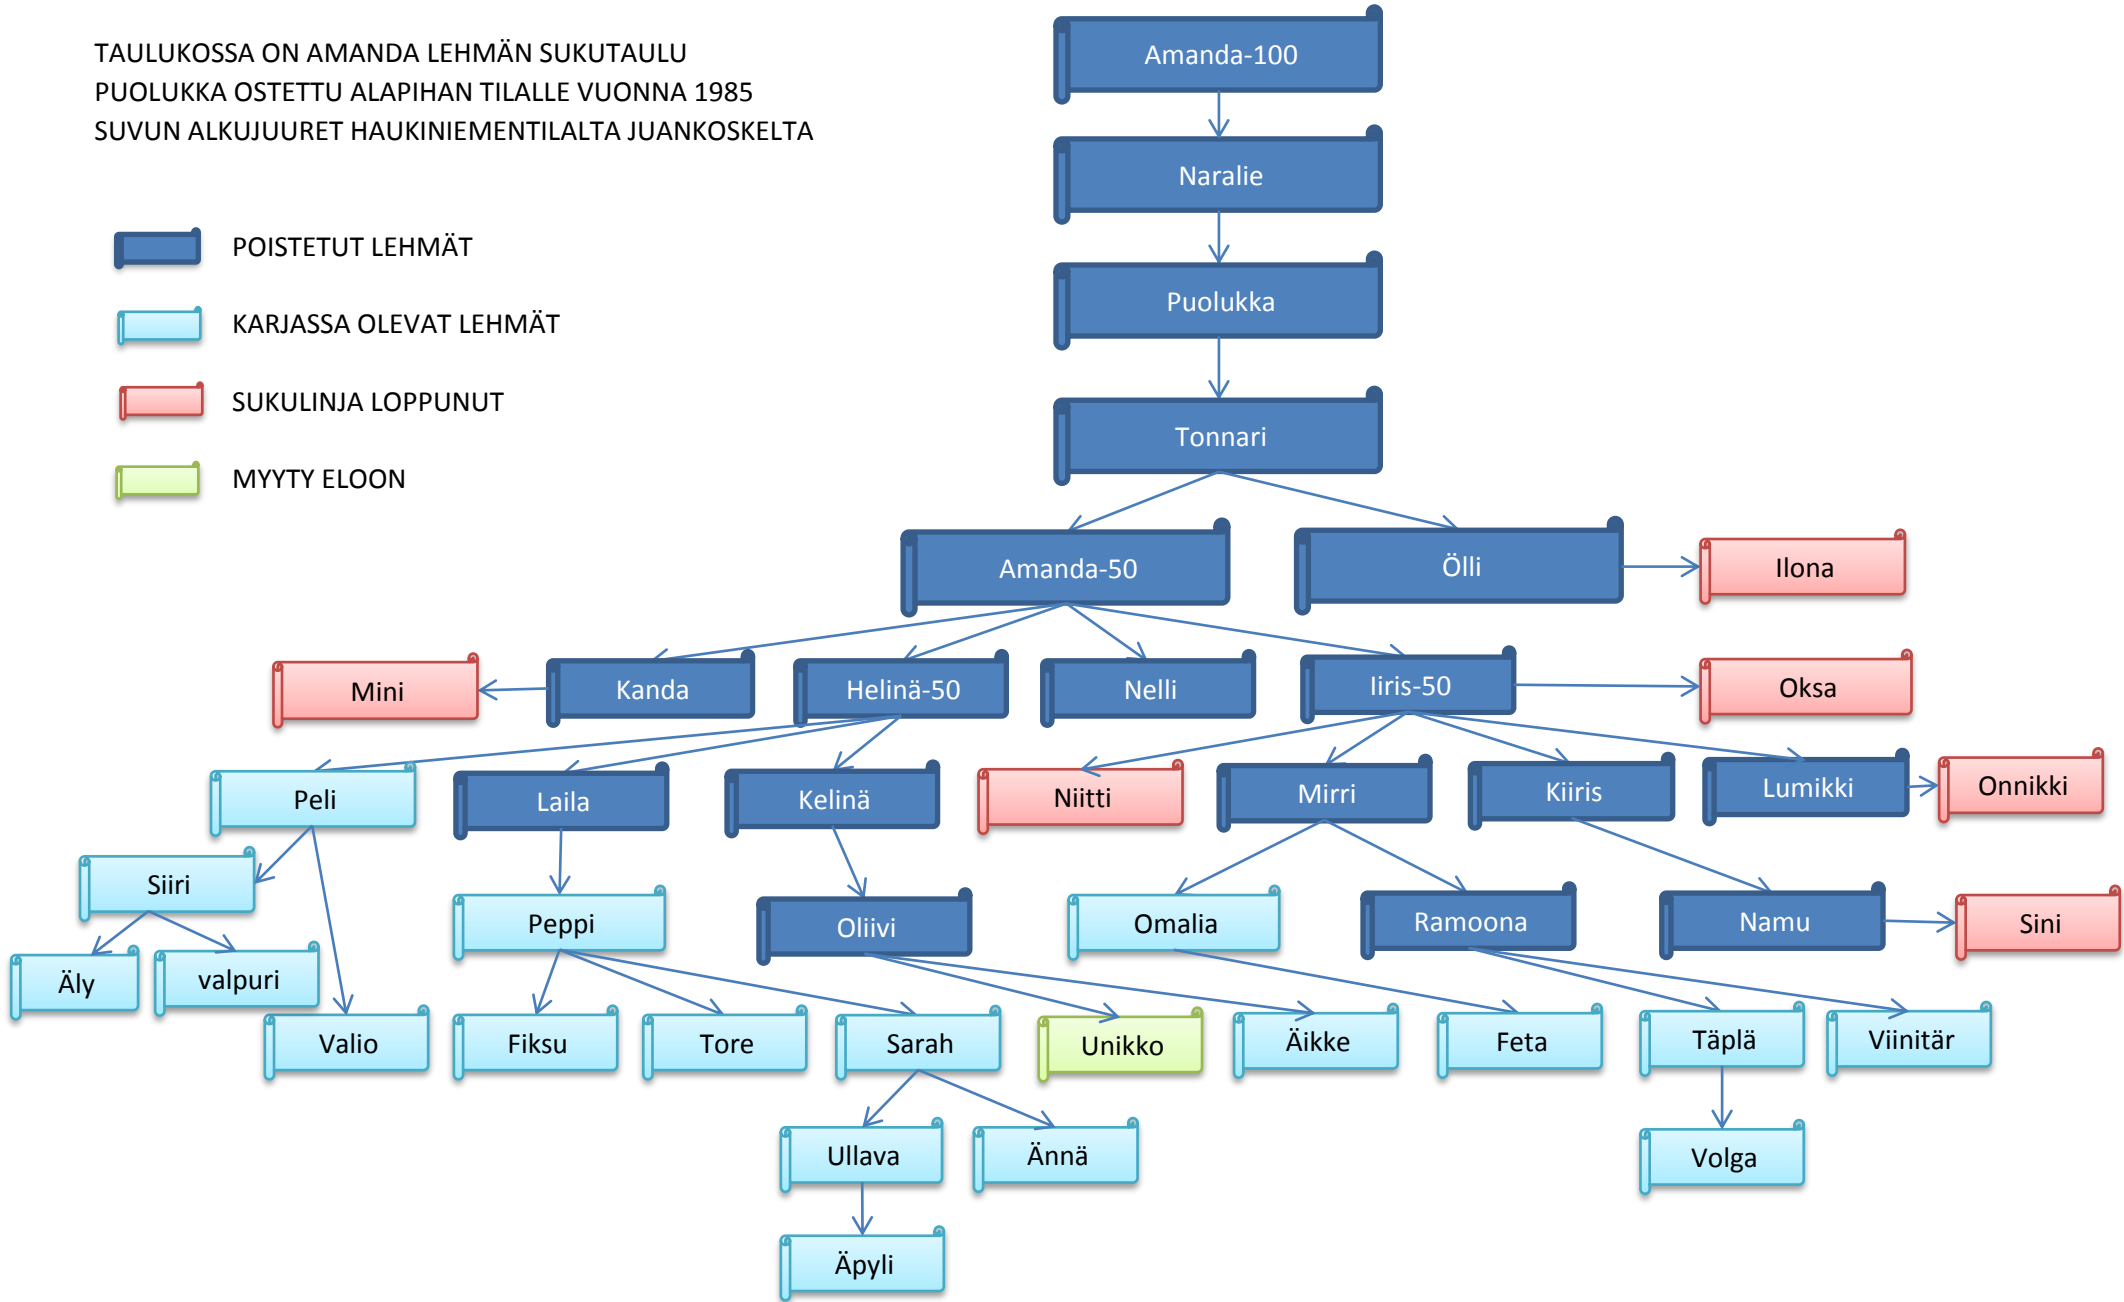 TAULUKOSSA ON AMANDA LEHMÄN SUKUTAULU
PUOLUKKA OSTETTU ALAPIHAN TILALLE VUONNA 1985
SUVUN ALKUJUURET HAUKINIEMENTILALTA JUANKOSKELTA
POISTETUT LEHMÄT
KARJASSA OLEVAT LEHMÄT
SUKULINJA LOPPUNUT
MYYTY ELOON
Amanda-100
Naralie
Puolukka
Tonnari
Amanda-50
Ölli
Ilona
Mini
Kanda
Helinä-50
Nelli
Iiris-50
Oksa
Peli
Laila
Kelinä
Niitti
Mirri
Kiiris
Lumikki
Onnikki
Siiri
Peppi
Oliivi
Omalia
Ramoona
Namu
Sini
Äly
valpuri
Valio
Fiksu
Tore
Sarah
Unikko
Äikke
Feta
Täplä
Viinitär
Ullava
Ännä
Volga
Äpyli